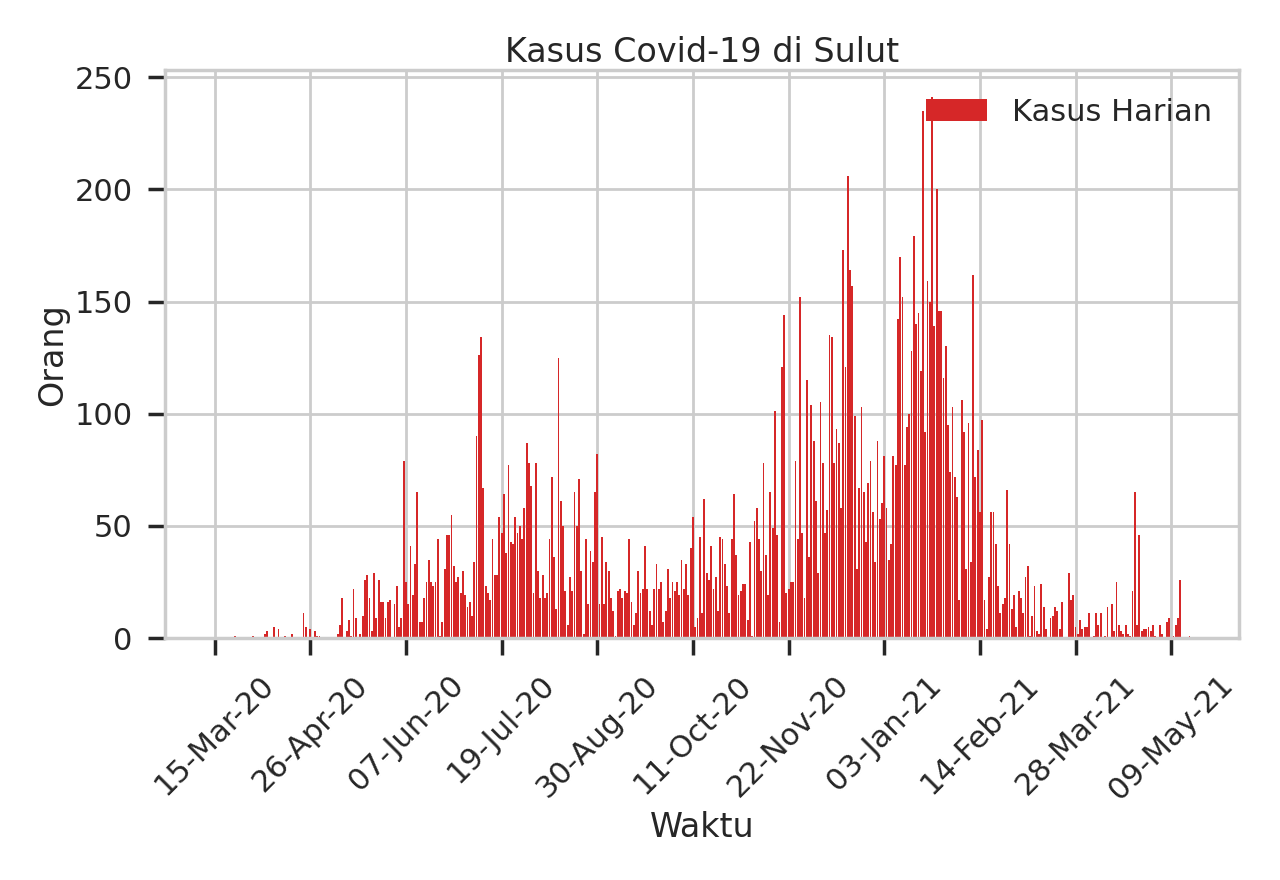 Kasus Covid-19 di Sulut
Kasus Harian
Orang
250
200
150
100
50
0
15-Mar-20
26-Apr-20
07-Jun-20
19-Jul-20
30-Aug-20
11-Oct-20
22-Nov-20
03-Jan-21
14-Feb-21
28-Mar-21
09-May-21
Waktu